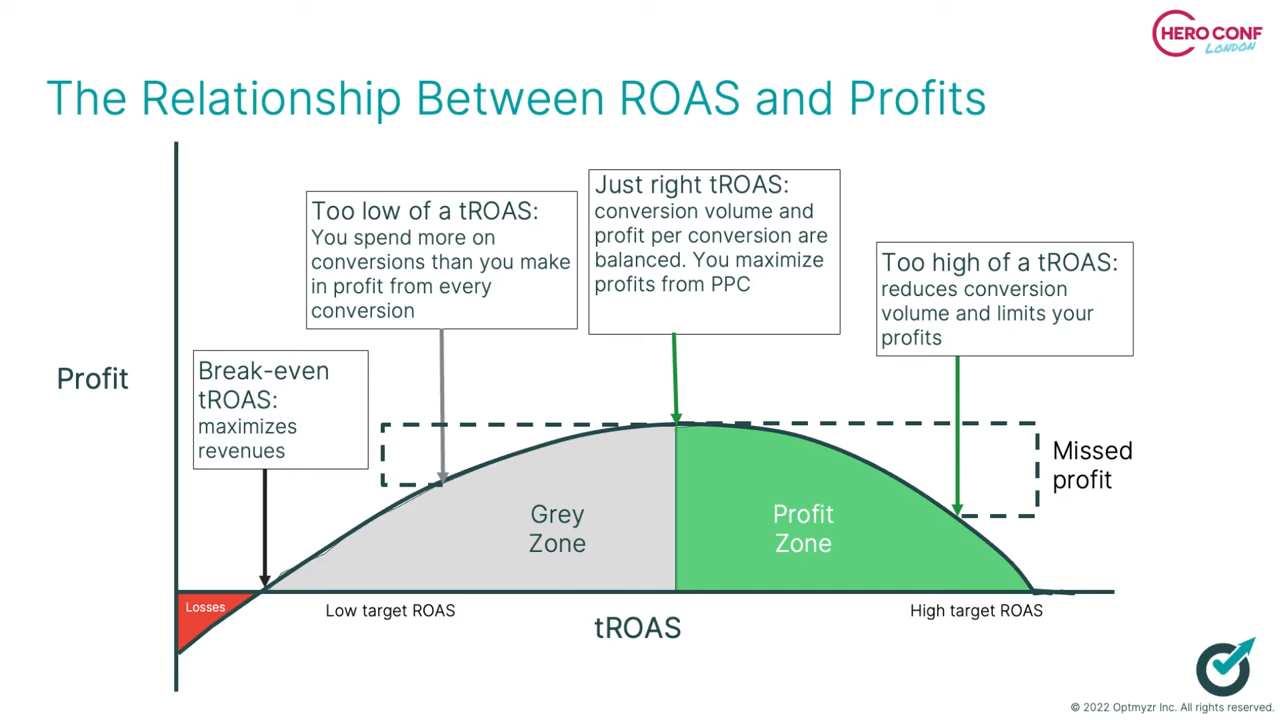 HERO CONF
LONDON
The Relationship Between ROAS and Profits
Too low of a tROAS:
You spend more on
conversions than you make
in profit from every
conversion
Just right tROAS:
conversion volume and
profit per conversion are
balanced. You maximize
profits from PPC
Too high of a tROAS:
reduces conversion
volume and limits your
profits
Break-even
tROAS:
maximizes
revenues
Profit
Missed
profit
Grey
Zone
Profit
Zone
Losses
Low target ROAS
High target ROAS
tROAS
© 2022 Optmyzr Inc. All rights reserved.